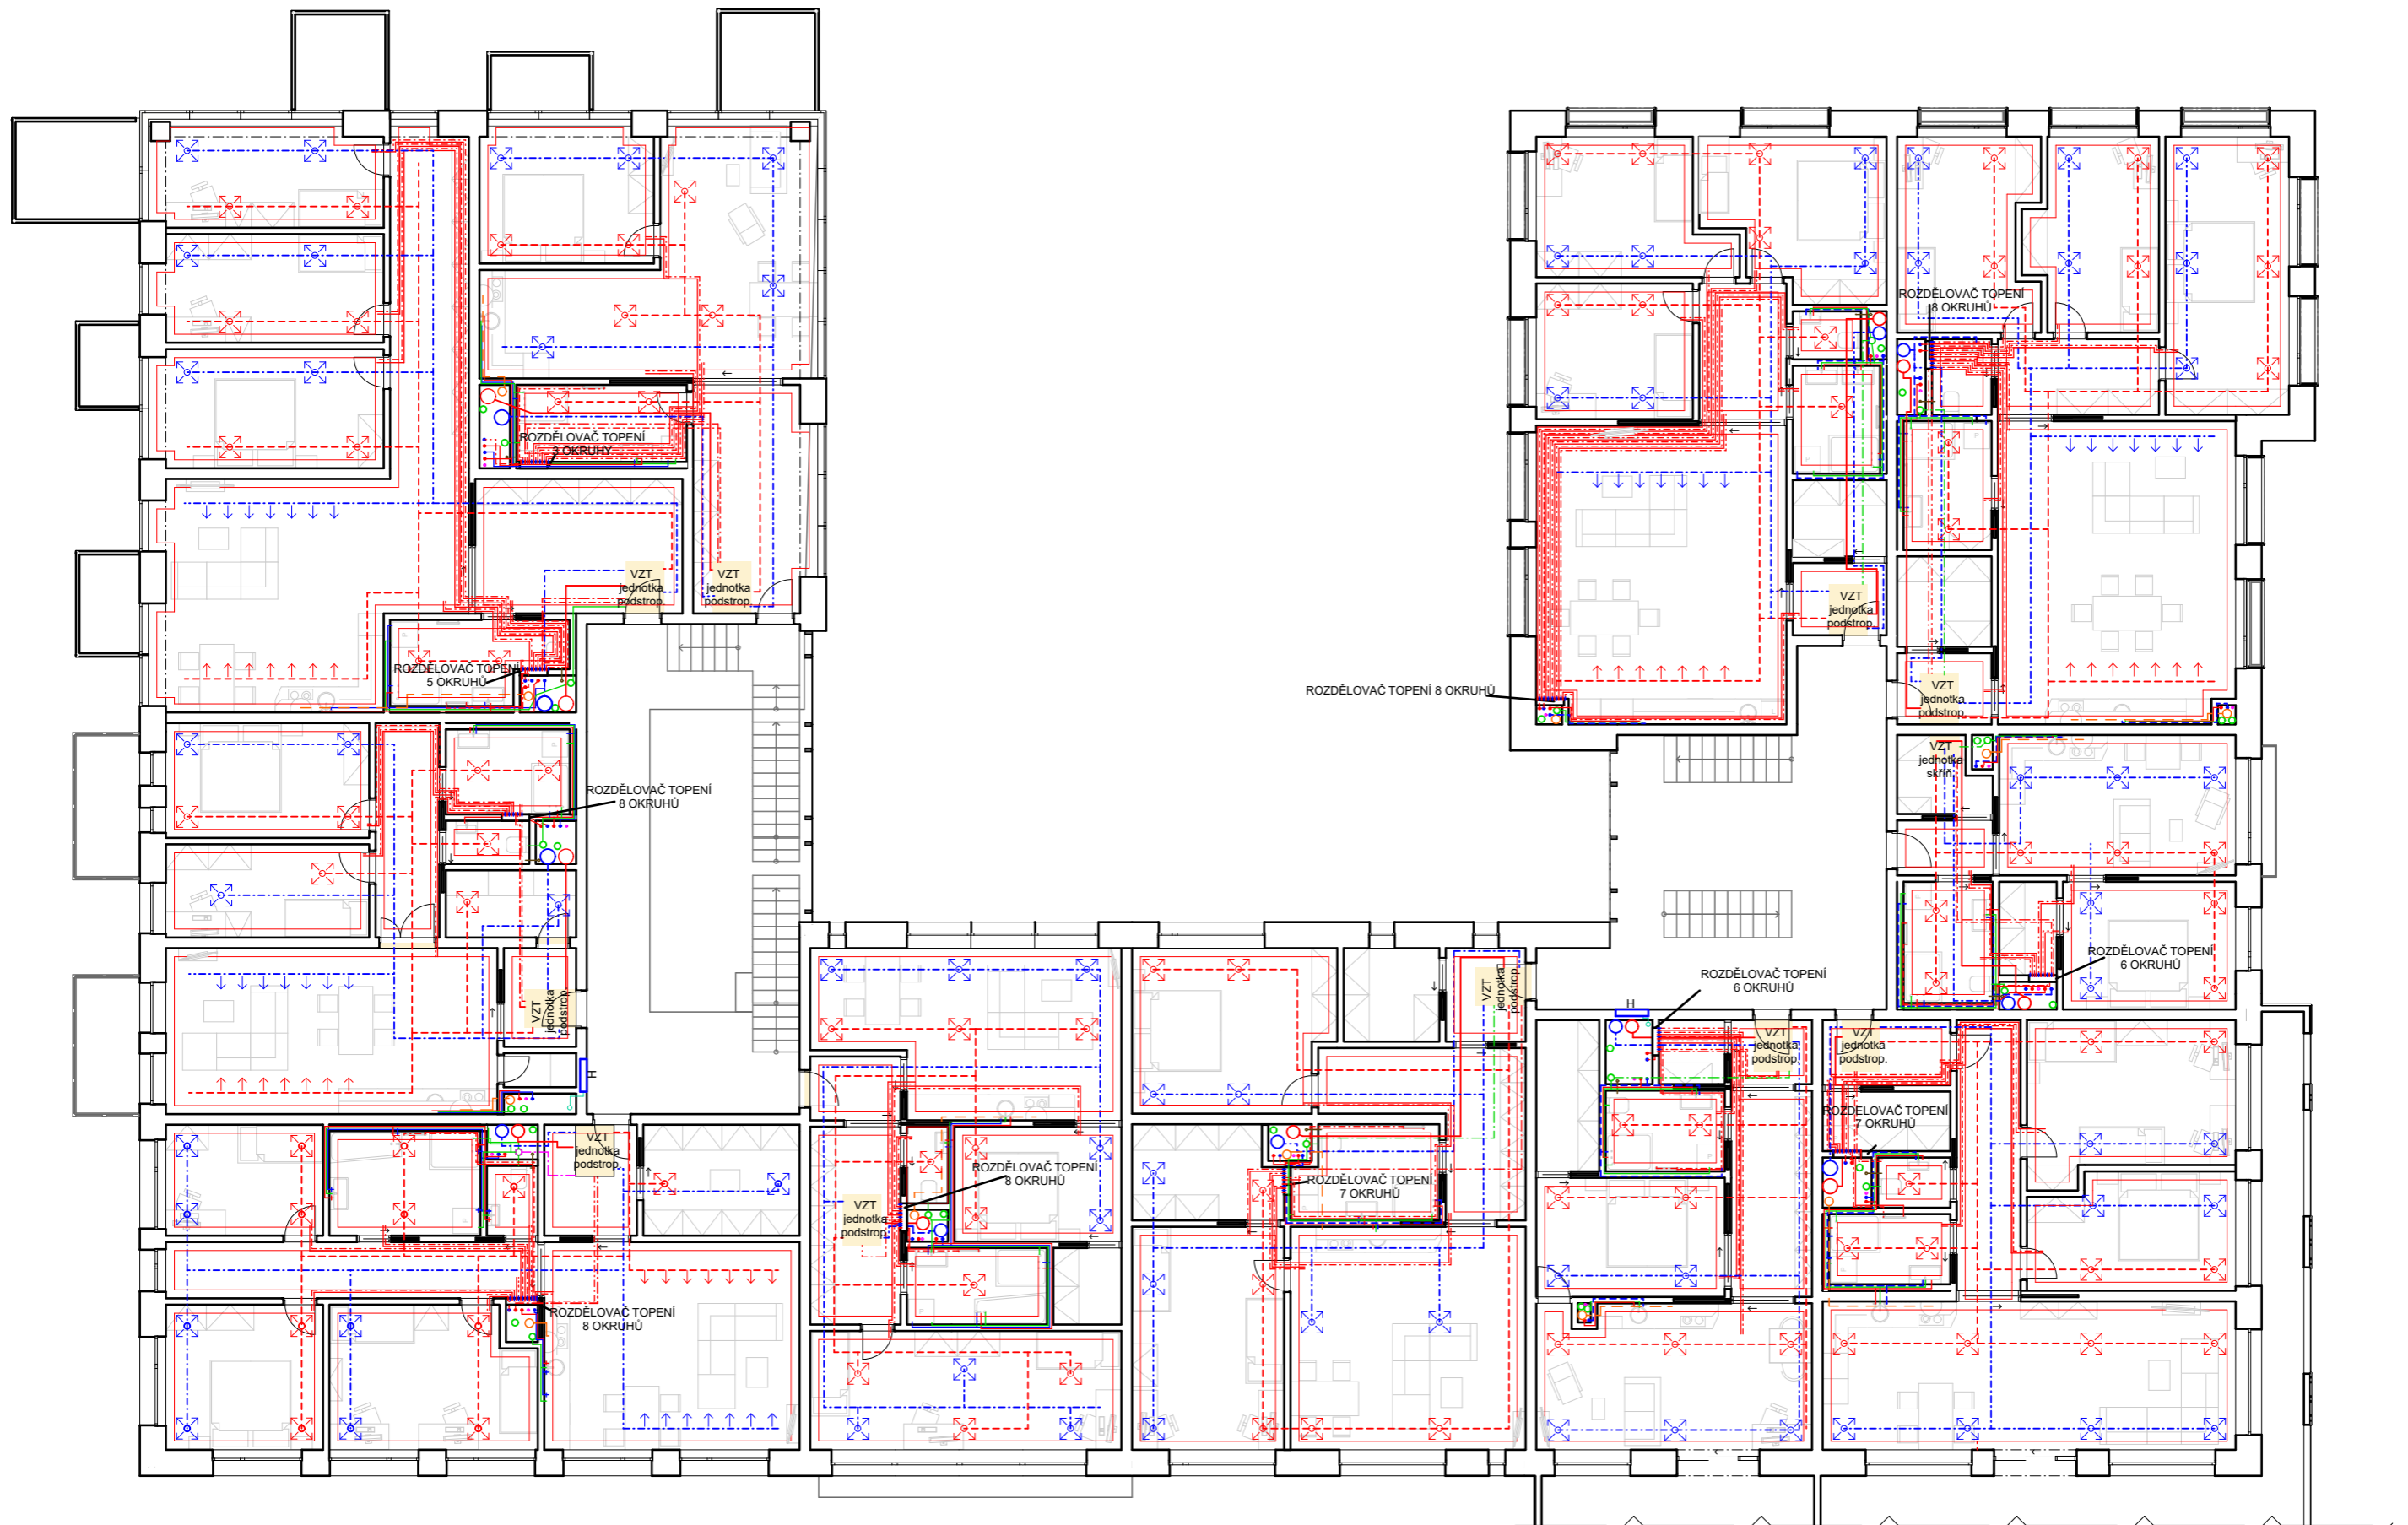 ROZDĚLOVAČ TOPENÍ
8 OKRUHŮ
ROZDĚLOVAČ TOPENÍ
3 OKRUHY
VZT
jednotka
podstrop.
VZT
jednotka
podstrop.
VZT
jednotka
podstrop.
ROZDĚLOVAČ TOPENÍ
5 OKRUHŮ
ROZDĚLOVAČ TOPENÍ 8 OKRUHŮ
VZT
jednotka
podstrop.
VZT
jednotka
skříň.
ROZDĚLOVAČ TOPENÍ
8 OKRUHŮ
ROZDĚLOVAČ TOPENÍ
6 OKRUHŮ
ROZDĚLOVAČ TOPENÍ
6 OKRUHŮ
VZT
jednotka
podstrop.
VZT
jednotka
podstrop.
H
H
VZT
jednotka
podstrop.
VZT
jednotka
podstrop.
ROZDĚLOVAČ TOPENÍ
7 OKRUHŮ
VZT
jednotka
podstrop.
ROZDĚLOVAČ TOPENÍ
8 OKRUHŮ
ROZDĚLOVAČ TOPENÍ
7 OKRUHŮ
VZT
jednotka
podstrop.
ROZDĚLOVAČ TOPENÍ
8 OKRUHŮ